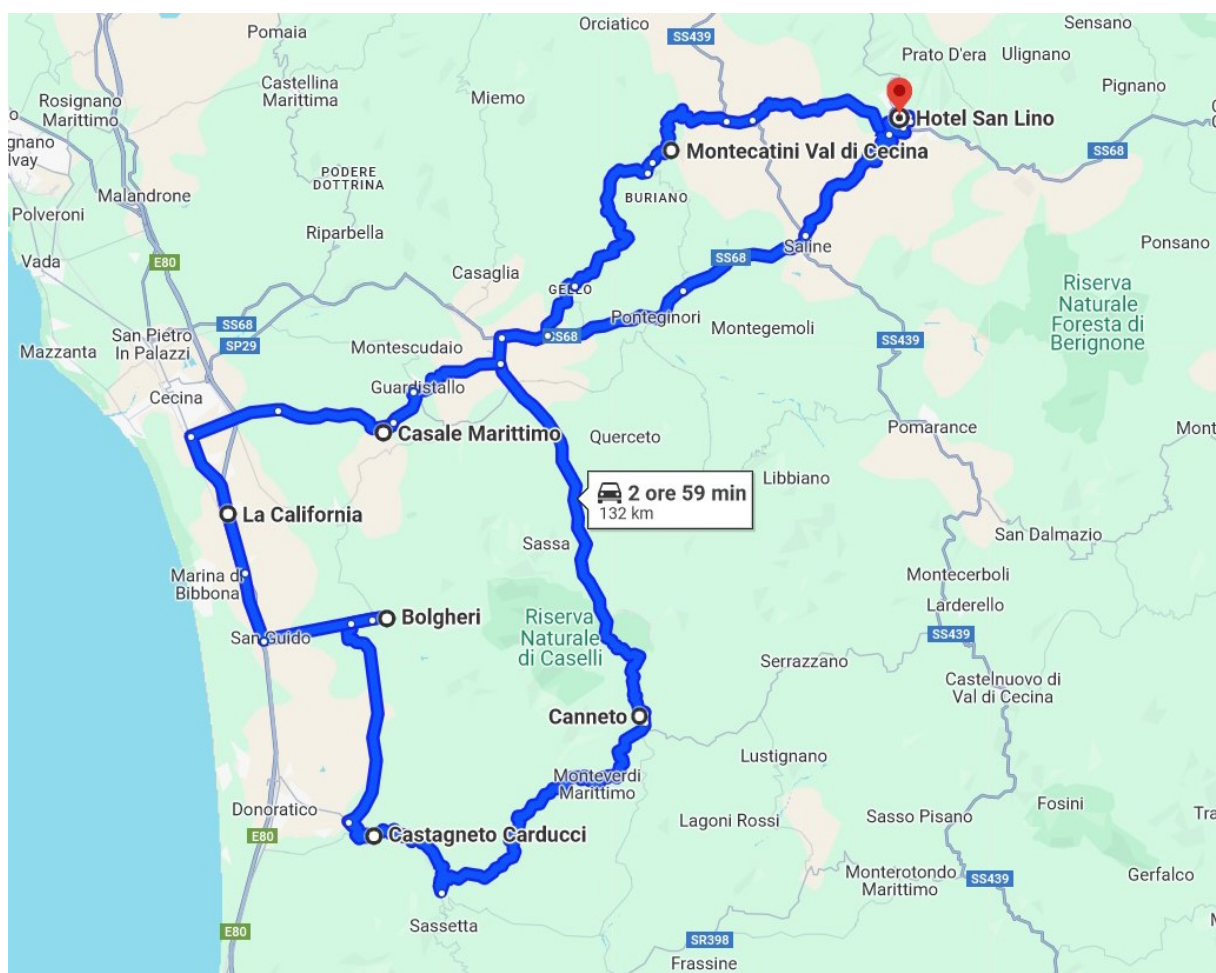 Orciatico
Sensano
Pomaia
SS439
Prato D'era
Ulignano
Castellina
Marittima
Miemo
Pignano
Rosignano
Marittimo
Hotel San Lino
SS68
Montecatini Val di Cecina
PODERE
DOTTRINA
Malandrone
BURIANO
Polveroni
Riparbella
Saline
Ponsano
Vada
E80
Casaglia
SS68
GELLO
Riserva
Naturale
Foresta di
Berignone
SS68
Ponteginori
Montegemoli
San Pietro
In Palazzi
SP29
SS68
SS439
Mazzanta
Montescudaio
Cecina
Guardistallo
Casale Marittimo
Querceto
Pomarance
Libbiano
2 ore 59 min
132 km
La California
Sassa
San Dalmazio
Marina di
Bibbona
Montecerboli
Larderello
Bolgheri
Riserva
Naturale
di Caselli
San Guido
SS439
Serrazzano
Castelnuovo di
Val di Cecina
Canneto
Lustignano
Monteverdi
Marittimo
Donoratico
Fosini
Lagoni Rossi
Sasso Pisano
E80
Castagneto Carducci
Monterotondo
Marittimo
SS439
Gerfalco
Sassetta
E80
SR398
Frassine